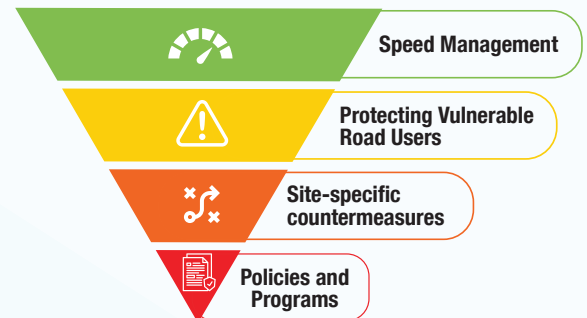 Speed Management
Protecting Vulnerable
Road Users
Site-specific
countermeasures
Policies and
Programs